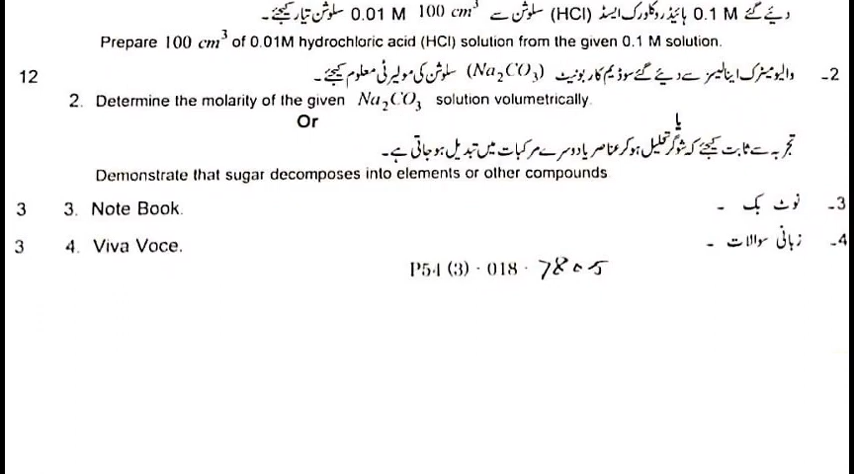 دیئے گئے 0.1 M ہائیڈروکلورک ایسڈ (HCl) سلوشن سے 100 cm³ 0.01 M سلوشن تیار کیجئے۔
Prepare 100 cm³ of 0.01M hydrochloric acid (HCl) solution from the given 0.1 M solution.
12 2- والیومیٹرک اینالیسز سے دیئے گئے سوڈیم کاربونیٹ (Na₂CO₃) سلوشن کی مولیرٹی معلوم کیجئے۔
2. Determine the molarity of the given Na₂CO₃ solution volumetrically.
Or یا
تجربہ سے ثابت کیجئے کہ شوگر تحلیل ہوکر عناصر یا دوسرے مرکبات میں تبدیل ہوجاتی ہے۔
Demonstrate that sugar decomposes into elements or other compounds
3 3. Note Book. 3- نوٹ بک -
3 4. Viva Voce. 4- زبانی سوالات -
P54 (3) - 018 - 7805